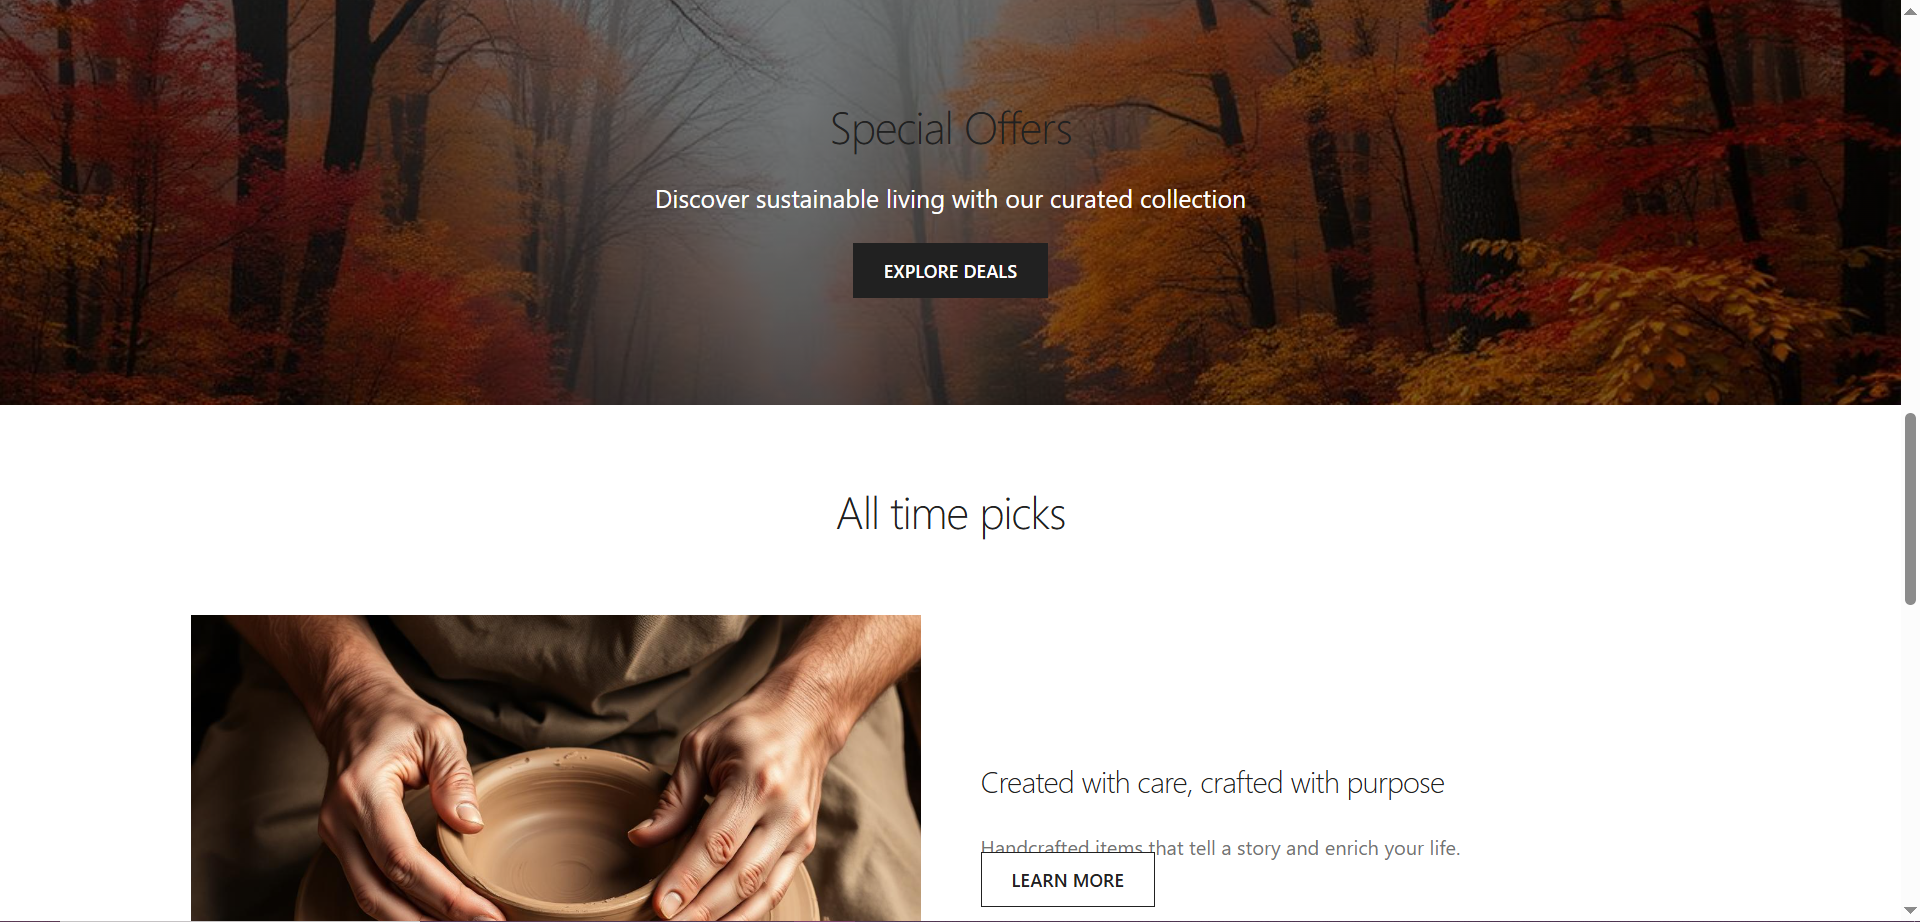 Special Offers
Discover sustainable living with our curated collection
EXPLORE DEALS
All time picks
Created with care, crafted with purpose
Handcrafted items that tell a story and enrich your life.
LEARN MORE